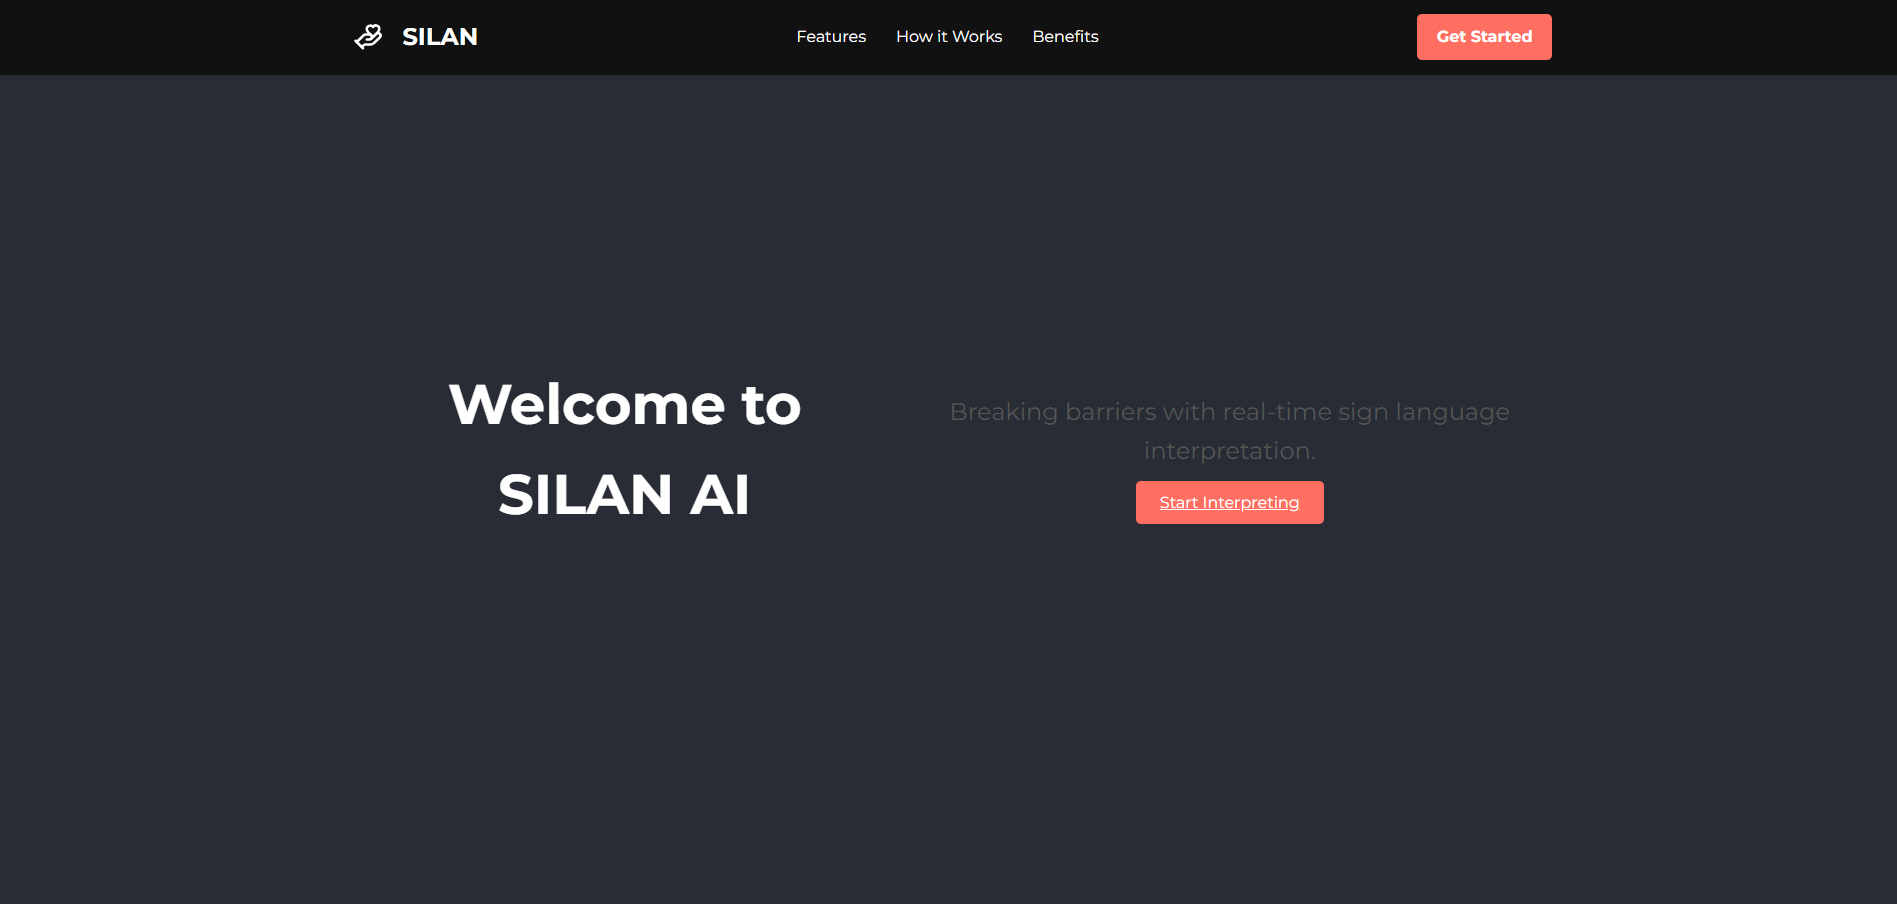 SILAN
Features
How it Works
Benefits
Get Started
Welcome to
SILAN AI
Breaking barriers with real-time sign language
interpretation.
Start Interpreting